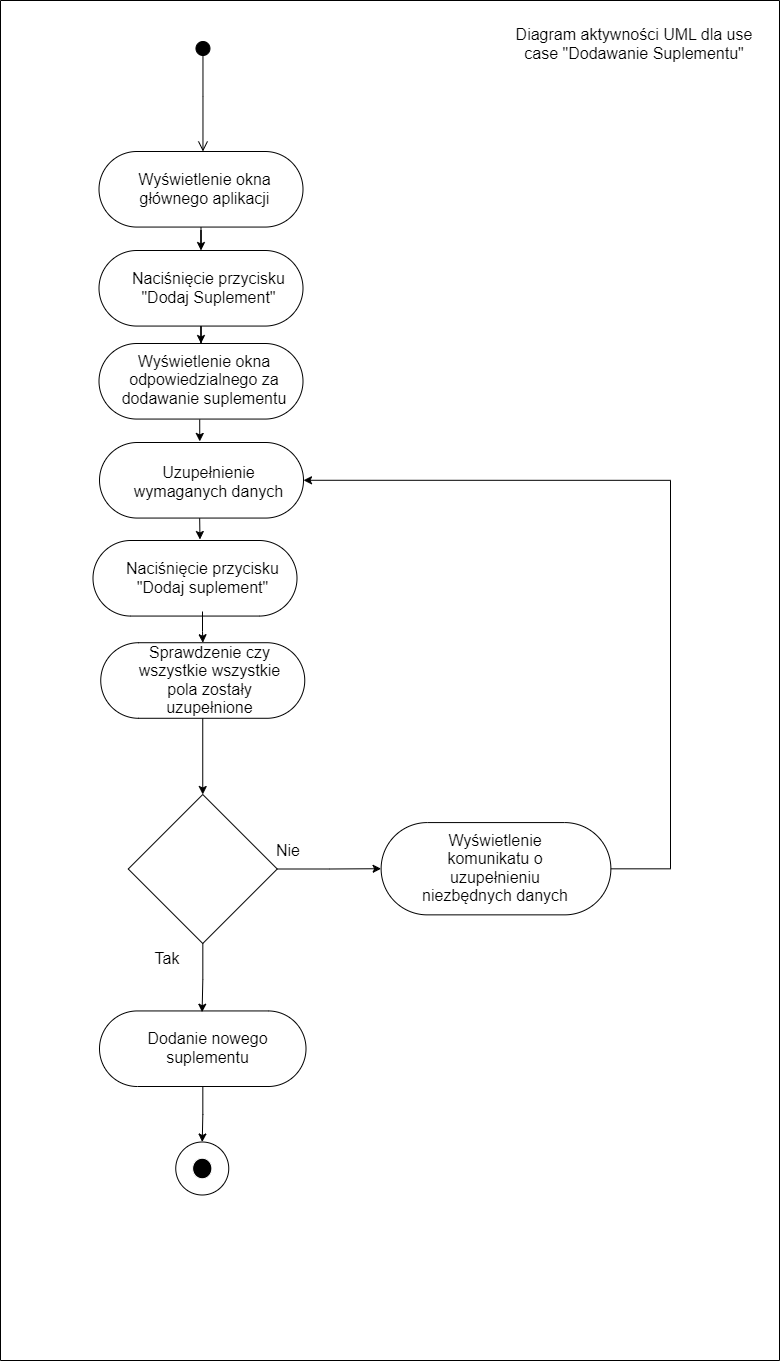 Diagram aktywności UML dla use
case "Dodawanie Suplementu"
Wyświetlenie okna
głównego aplikacji
Naciśnięcie przycisku
"Dodaj Suplement"
Wyświetlenie okna
odpowiedzialnego za
dodawanie suplementu
Uzupełnienie
wymaganych danych
Naciśnięcie przycisku
"Dodaj suplement"
Sprawdzenie czy
wszystkie wszystkie
pola zostały
uzupełnione
Nie
Wyświetlenie
komunikatu o
uzupełnieniu
niezbędnych danych
Tak
Dodanie nowego
suplementu